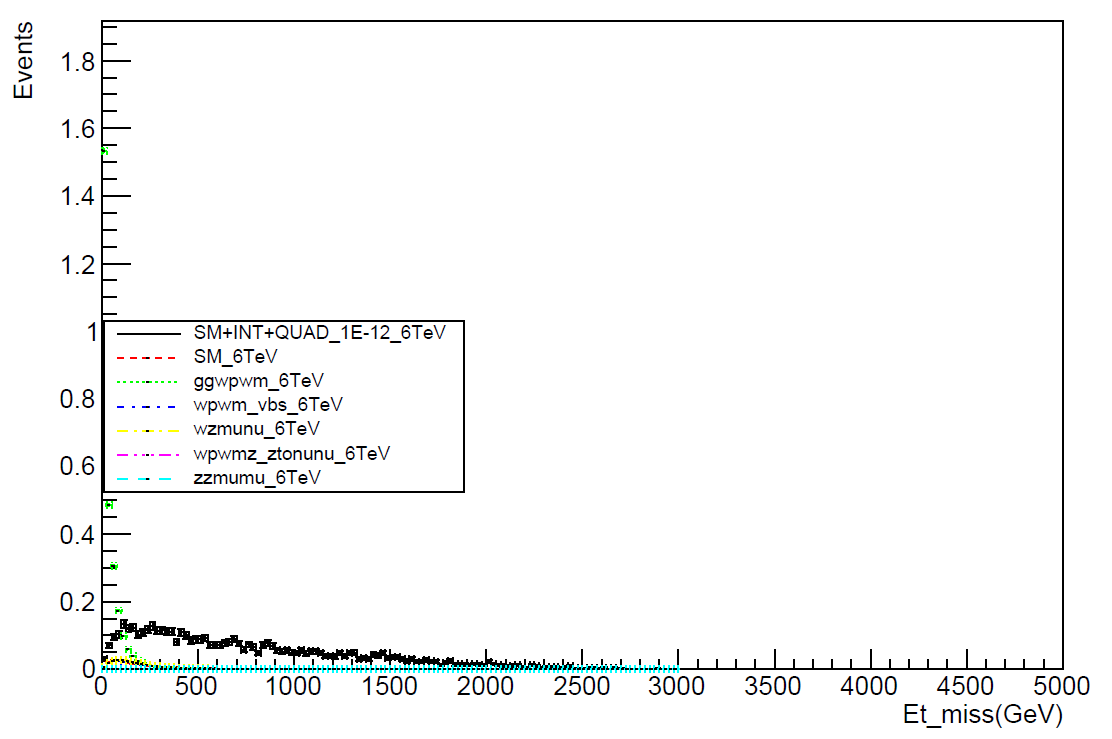 Events
1.8
1.6
1.4
1.2
1
0.8
0.6
0.4
0.2
0
SM+INT+QUAD_1E-12_6TeV
SM_6TeV
ggwpwm_6TeV
wpwm_vbs_6TeV
wzmunu_6TeV
wpwmz_ztonunu_6TeV
zzmumu_6TeV
0 500 1000 1500 2000 2500 3000 3500 4000 4500 5000
Et_miss(GeV)